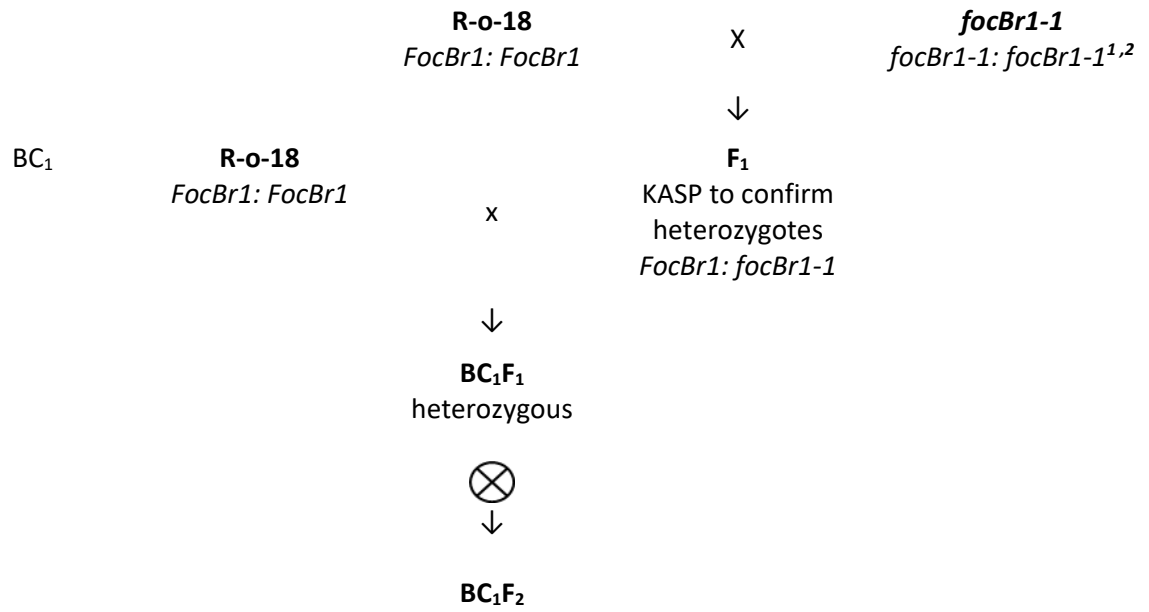 R-o-18 X focBr1-1
FocBr1: FocBr1 focBr1-1: focBr1-1¹,²
↓
BC₁ R-o-18 F₁
FocBr1: FocBr1 KASP to confirm
x heterozygotes
FocBr1: focBr1-1
↓
BC₁F₁
heterozygous
↓
BC₁F₂